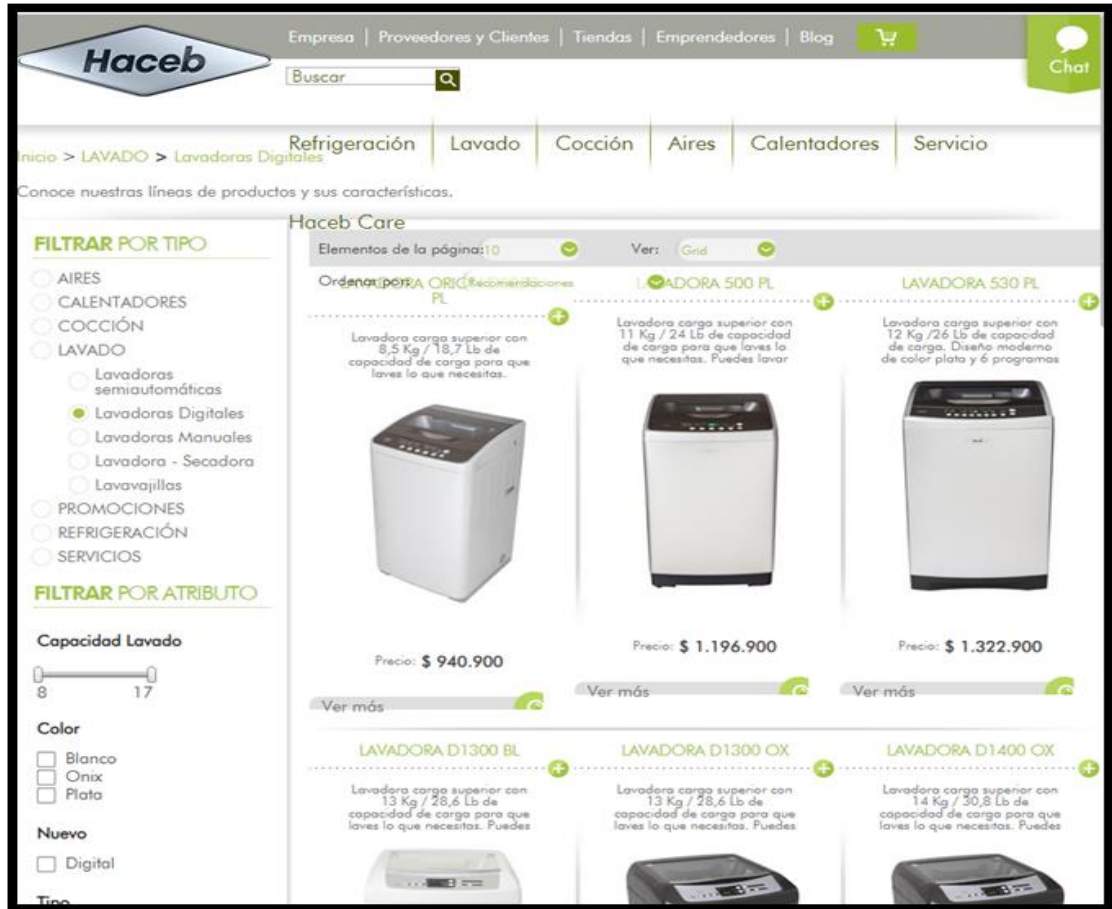 Haceb
Empresa | Proveedores y Clientes | Tiendas | Emprendedores | Blog
Chat
Buscar
Refrigeración Lavado Cocción Aires Calentadores Servicio
Inicio > LAVADO > Lavadoras Digitales
Conoce nuestras líneas de productos y sus características.
Haceb Care
FILTRAR POR TIPO
AIRES
CALENTADORES
COCCIÓN
LAVADO
Lavadoras
semiautomáticas
Lavadoras Digitales
Lavadoras Manuales
Lavadora - Secadora
Lavavajillas
PROMOCIONES
REFRIGERACIÓN
SERVICIOS
FILTRAR POR ATRIBUTO
Capacidad Lavado
8 17
Color
Blanco
Onix
Plata
Nuevo
Digital
Tipo
Elementos de la página: 10 Ver: Grid
Ordenar por: Recomendaciones
PL
Lavadora carga superior con
8,5 Kg / 18,7 Lb de
capacidad de carga para que
laves lo que necesitas.
Precio: $ 940.900
Ver más
LAVADORA 500 PL
Lavadora carga superior con
11 Kg / 24 Lb de capacidad
de carga para que laves lo
que necesitas. Puedes lavar
Precio: $ 1.196.900
Ver más
LAVADORA 530 PL
Lavadora carga superior con
12 Kg /26 Lb de capacidad
de carga. Diseño moderno
de color plata y 6 programas
Precio: $ 1.322.900
Ver más
LAVADORA D1300 BL
Lavadora carga superior con
13 Kg / 28,6 Lb de
capacidad de carga para que
laves lo que necesitas. Puedes
LAVADORA D1300 OX
Lavadora carga superior con
13 Kg / 28,6 Lb de
capacidad de carga para que
laves lo que necesitas. Puedes
LAVADORA D1400 OX
Lavadora carga superior con
14 Kg / 30,8 Lb de
capacidad de carga para que
laves lo que necesitas. Puedes